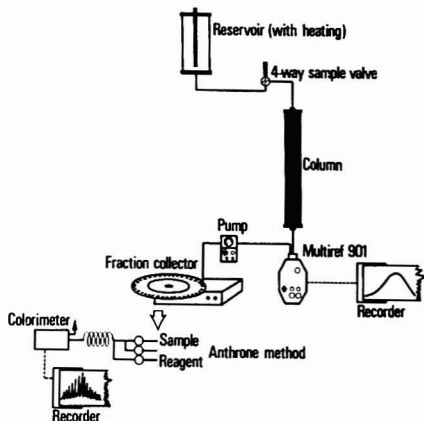 Reservoir (with heating)
4-way sample valve
Column
Pump
Multiref 901
Fraction collector
Recorder
Colorimeter
Sample
Anthrone method
Reagent
Recorder